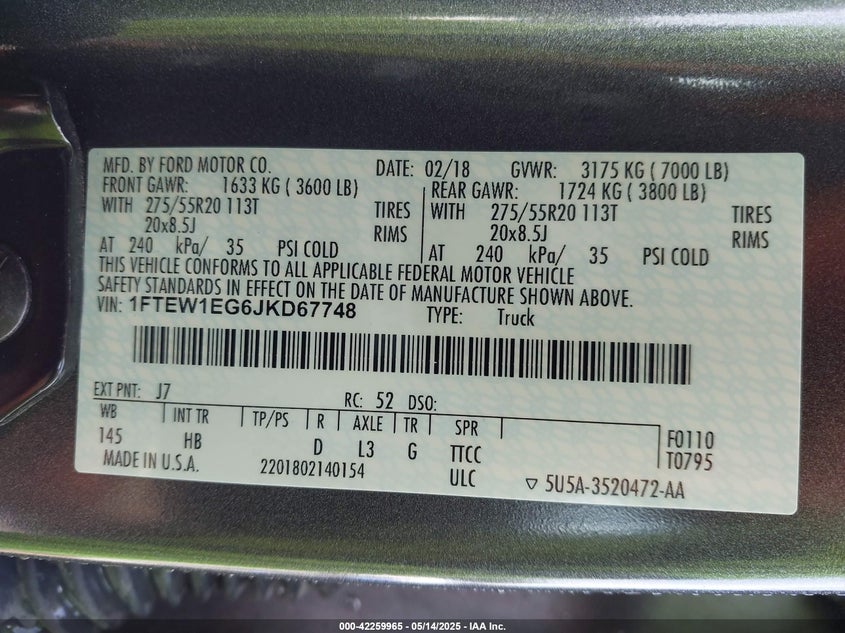 MFD. BY FORD MOTOR CO. DATE: 02/18 GVWR: 3175 KG ( 7000 LB)
FRONT GAWR: 1633 KG ( 3600 LB) REAR GAWR: 1724 KG ( 3800 LB)
WITH 275/55R20 113T TIRES WITH 275/55R20 113T TIRES
20x8.5J RIMS 20x8.5J RIMS
AT 240 kPa/ 35 PSI COLD AT 240 kPa/ 35 PSI COLD
THIS VEHICLE CONFORMS TO ALL APPLICABLE FEDERAL MOTOR VEHICLE
SAFETY STANDARDS IN EFFECT ON THE DATE OF MANUFACTURE SHOWN ABOVE.
VIN: 1FTEW1EG6JKD67748 TYPE: Truck
EXT PNT: J7 RC: 52 DSO:
WB INT TR TP/PS R AXLE TR SPR F0110
145 HB D L3 G TTCC T0795
MADE IN U.S.A. 2201802140154 ULC ▽ 5U5A-3520472-AA
000-42259965 - 05/14/2025 - IAA Inc.